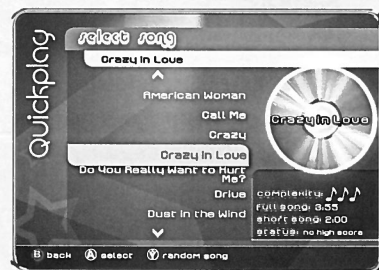 Quickplay
select song
Crazy In Love
American Woman
Call Me
Crazy
Crazy In Love
Do You Really Want to Hurt
Me?
Drive
Dust in the Wind
Crazy In Love
complexity:
full song: 3:55
short song: 2:00
status: no high score
B back
A select
Y random song